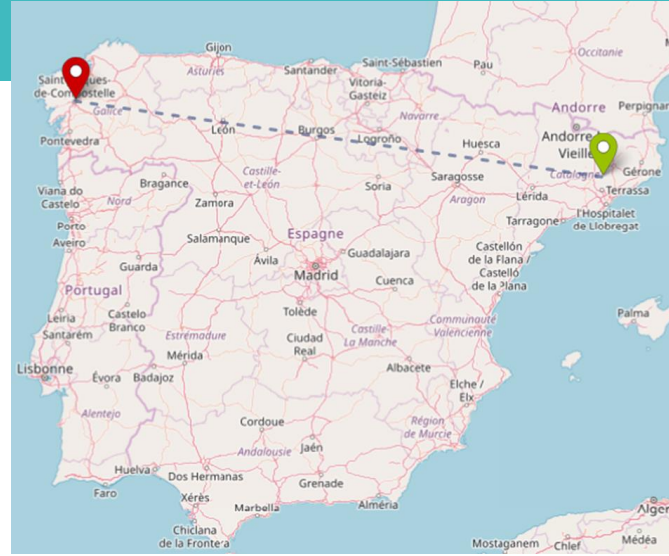 Occitanie
Gijon
Saint-Sébastien
Pau
Asturies
Santander
Vitoria-
Gasteiz
de-Compostelle
Galice
Navarre
Andorre
Perpignan
León
Burgos
Logroño
Huesca
Andorre
Vieille
Pontevedra
Gérone
Catalogne
Bragance
Castille-
et-León
Saragosse
Terrassa
Viana do
Castelo
Nord
Zamora
Soria
Lérida
Aragon
l'Hospitalet
de Llobregat
Porto
Tarragone
Aveiro
Salamanque
Espagne
Guadalajara
Castellón
de la Plana /
Castelló
de la Plana
Guarda
Ávila
Madrid
Cuenca
Portugal
Tolède
Leiria
Castelo
Branco
Communauté
Valencienne
Palma
Santarém
Estrémadure
Ciudad
Real
Castille
-La Manche
Mérida
Albacete
Lisbonne
Évora
Badajoz
Elche /
Elx
Alentejo
Cordoue
Région
de Murcie
Andalousie
Jaén
Huelva
Dos Hermanas
Grenade
Faro
Xérès
Marbella
Almería
Alger
Chiclana
de la Frontera
Mostaganem
Chlef
Médéa